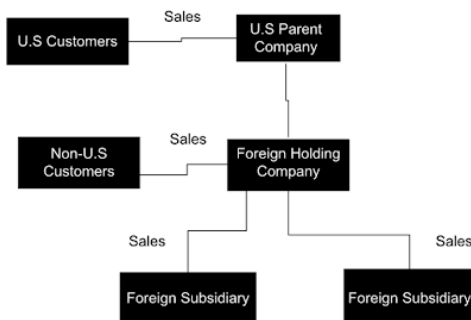 Sales
U.S Customers
U.S Parent
Company
Sales
Non-U.S
Customers
Foreign Holding
Company
Sales
Sales
Foreign Subsidiary
Foreign Subsidiary